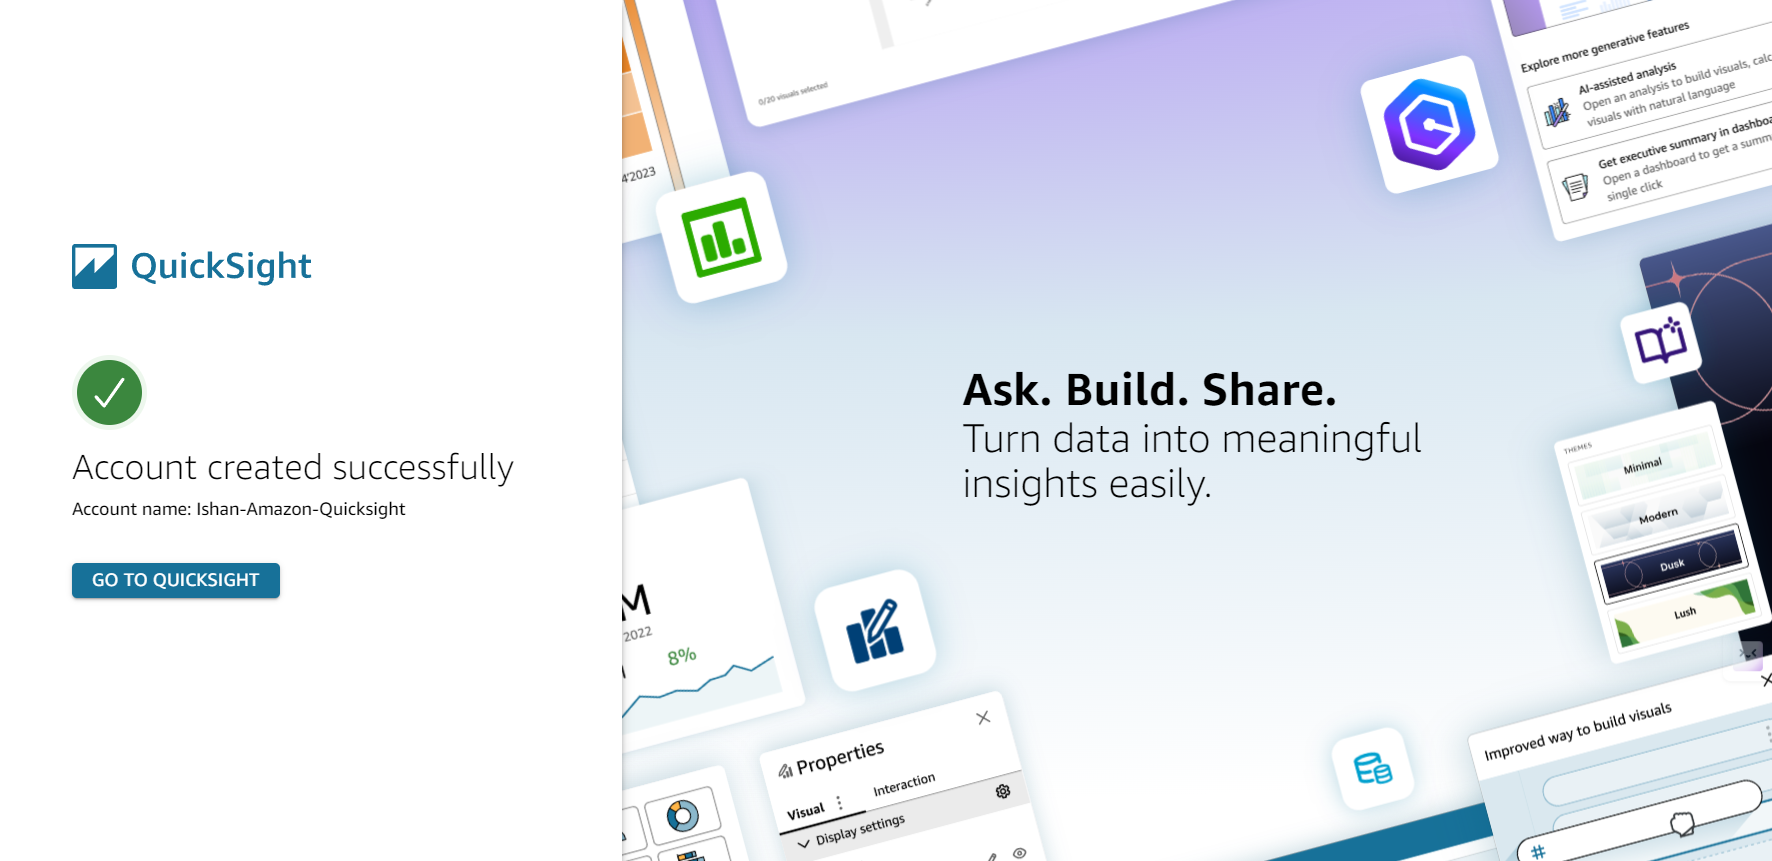 QuickSight
Account created successfully
Account name: Ishan-Amazon-Quicksight
GO TO QUICKSIGHT
Ask. Build. Share.
Turn data into meaningful
insights easily.
0/20 visuals selected
4'2023
Explore more generative features
AI-assisted analysis
Open an analysis to build visuals, calc
visuals with natural language
Get executive summary in dashboa
Open a dashboard to get a summ
single click
THEMES
Minimal
Modern
Dusk
Lush
M
2022
8%
Properties
Visual
Interaction
Display settings
Improved way to build visuals
#